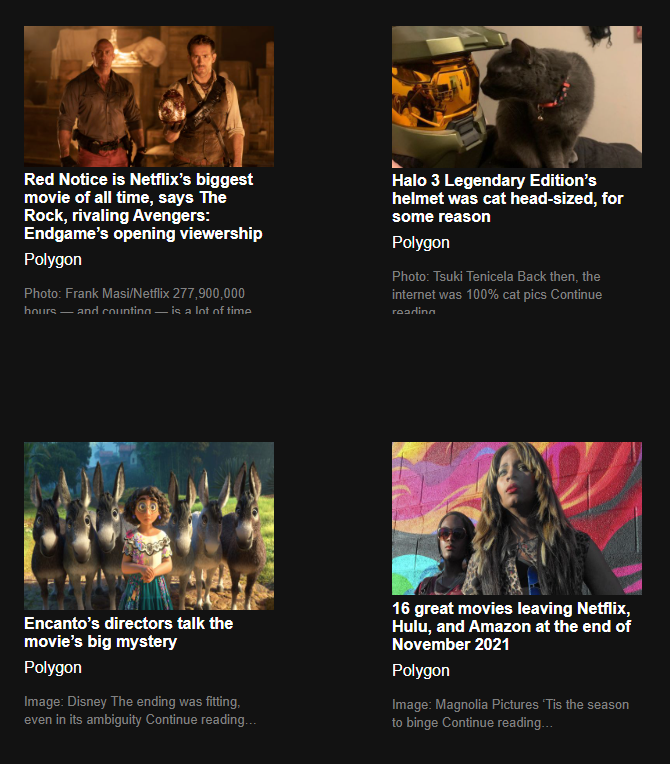 Red Notice is Netflix’s biggest
movie of all time, says The
Rock, rivaling Avengers:
Endgame’s opening viewership
Polygon
Photo: Frank Masi/Netflix 277,900,000
hours — and counting — is a lot of time
Halo 3 Legendary Edition’s
helmet was cat head-sized, for
some reason
Polygon
Photo: Tsuki Tenicela Back then, the
internet was 100% cat pics Continue
reading
Encanto’s directors talk the
movie’s big mystery
Polygon
Image: Disney The ending was fitting,
even in its ambiguity Continue reading…
16 great movies leaving Netflix,
Hulu, and Amazon at the end of
November 2021
Polygon
Image: Magnolia Pictures ‘Tis the season
to binge Continue reading…